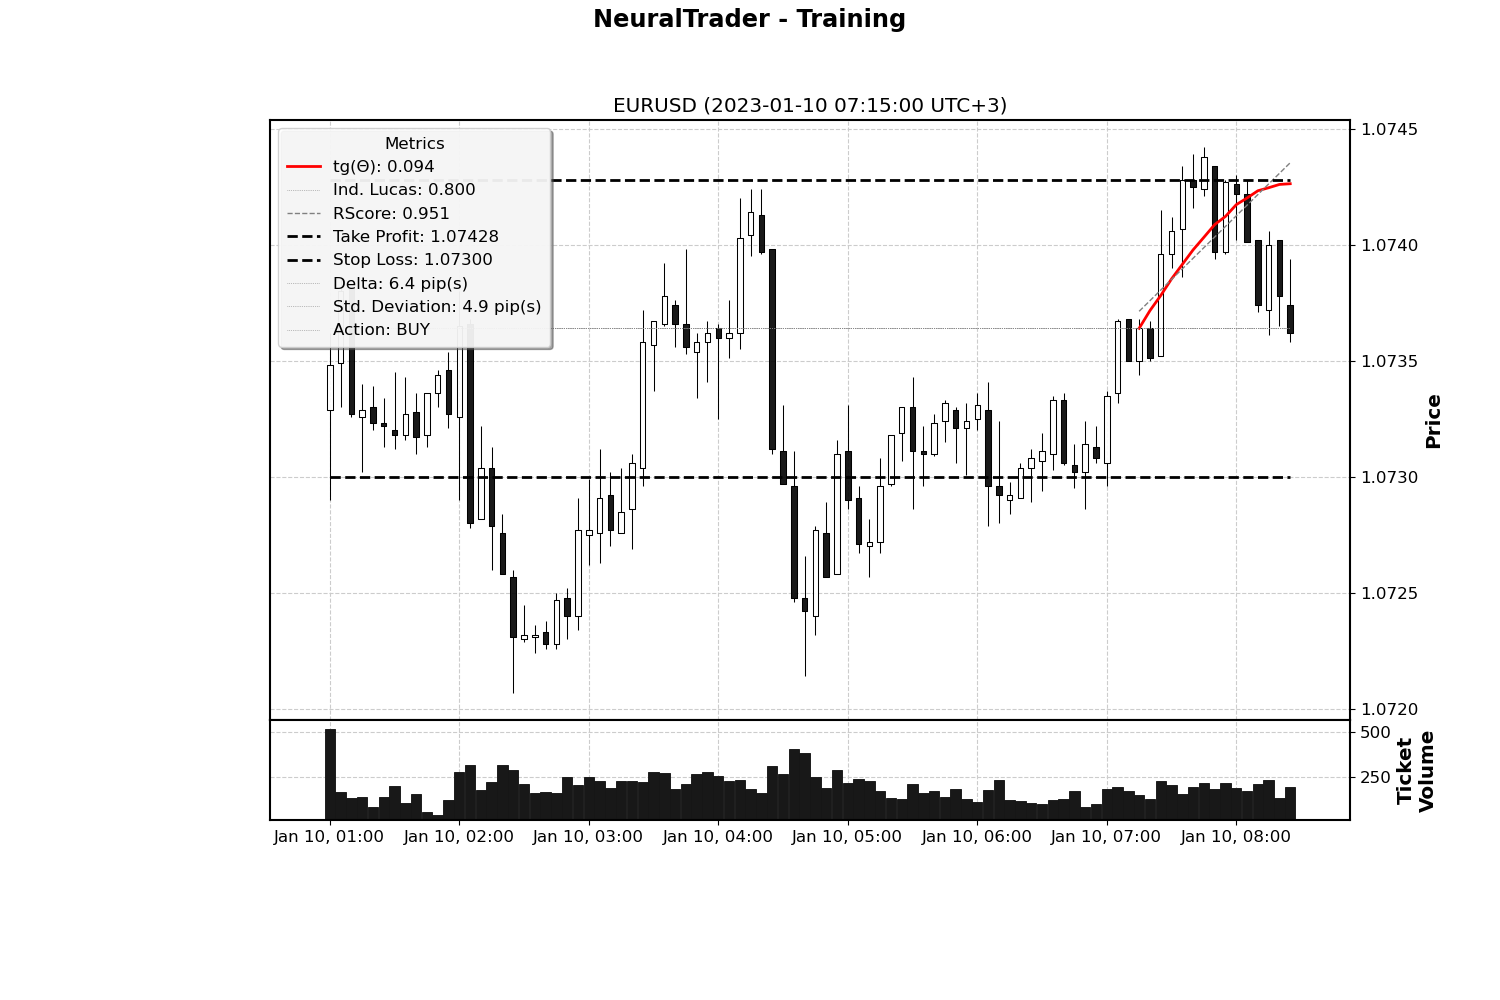 NeuralTrader - Training
EURUSD (2023-01-10 07:15:00 UTC+3)
Metrics
tg(Θ): 0.094
Ind. Lucas: 0.800
RScore: 0.951
Take Profit: 1.07428
Stop Loss: 1.07300
Delta: 6.4 pip(s)
Std. Deviation: 4.9 pip(s)
Action: BUY
1.0745
1.0740
1.0735
1.0730
1.0725
1.0720
Price
500
250
Ticket
Volume
Jan 10, 01:00
Jan 10, 02:00
Jan 10, 03:00
Jan 10, 04:00
Jan 10, 05:00
Jan 10, 06:00
Jan 10, 07:00
Jan 10, 08:00